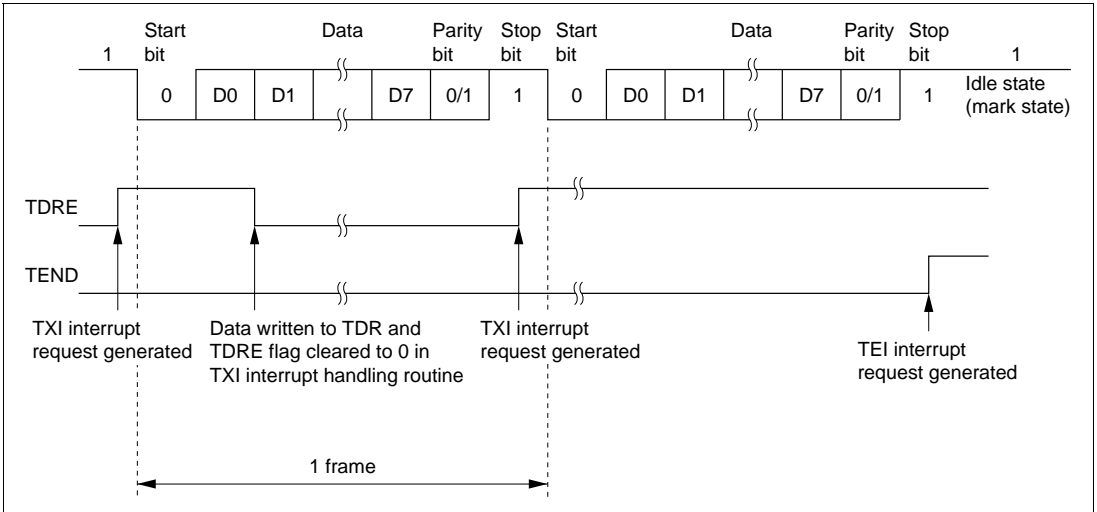 Start Data Parity Stop Start Data Parity Stop
1 bit bit bit bit bit bit 1
0 D0 D1 D7 0/1 1 0 D0 D1 D7 0/1 1 Idle state
(mark state)
TDRE
TEND
TXI interrupt Data written to TDR and TXI interrupt
request generated TDRE flag cleared to 0 in request generated TEI interrupt
TXI interrupt handling routine request generated
1 frame